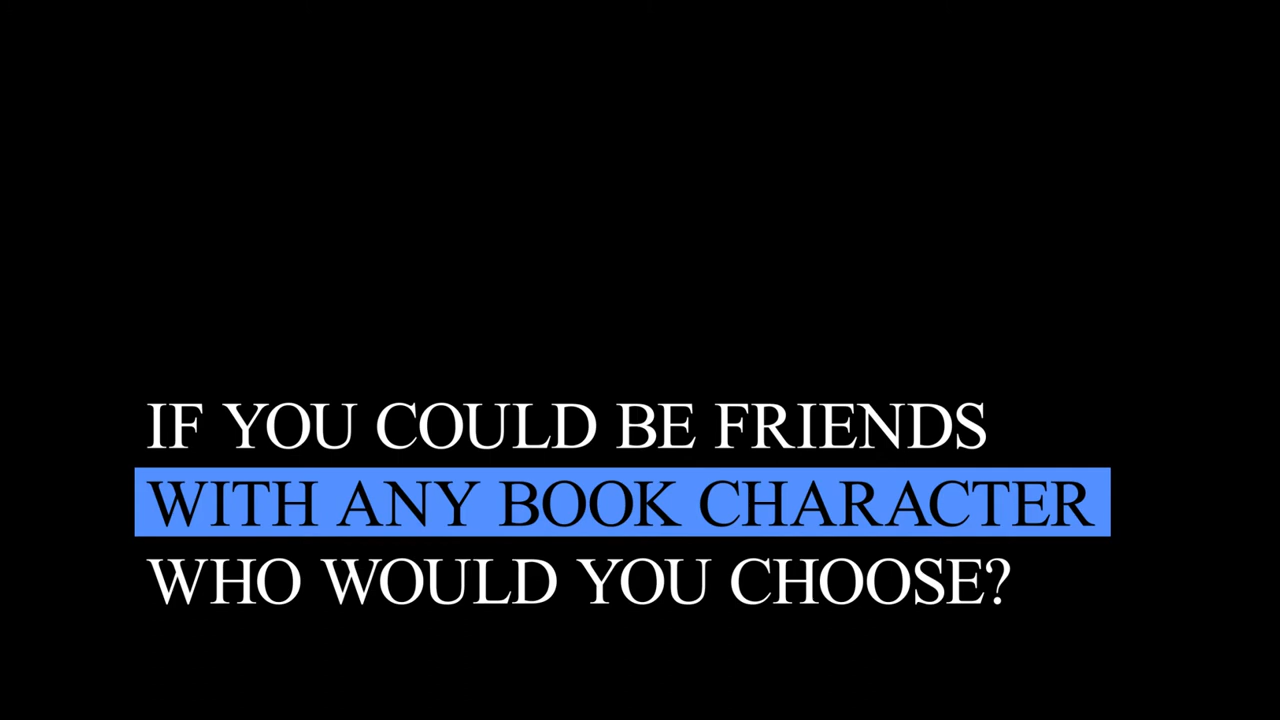 IF YOU COULD BE FRIENDS
WITH ANY BOOK CHARACTER
WHO WOULD YOU CHOOSE?